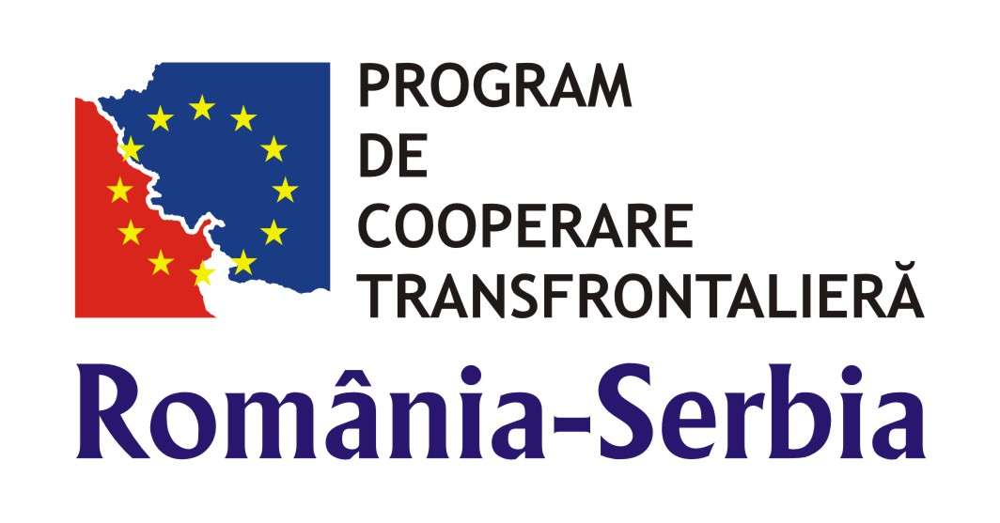 PROGRAM
DE
COOPERARE
TRANSFRONTALIERĂ
România-Serbia